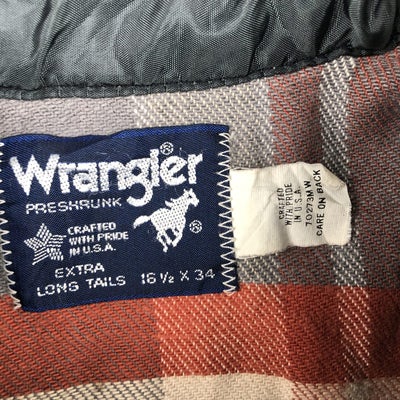 Wrangler®
PRESHRUNK
®
CRAFTED
WITH PRIDE
IN U.S.A.
EXTRA
LONG TAILS 16 ½ X 34
CRAFTED
WITH PRIDE
IN U.S.A.
70273MW
CARE ON BACK